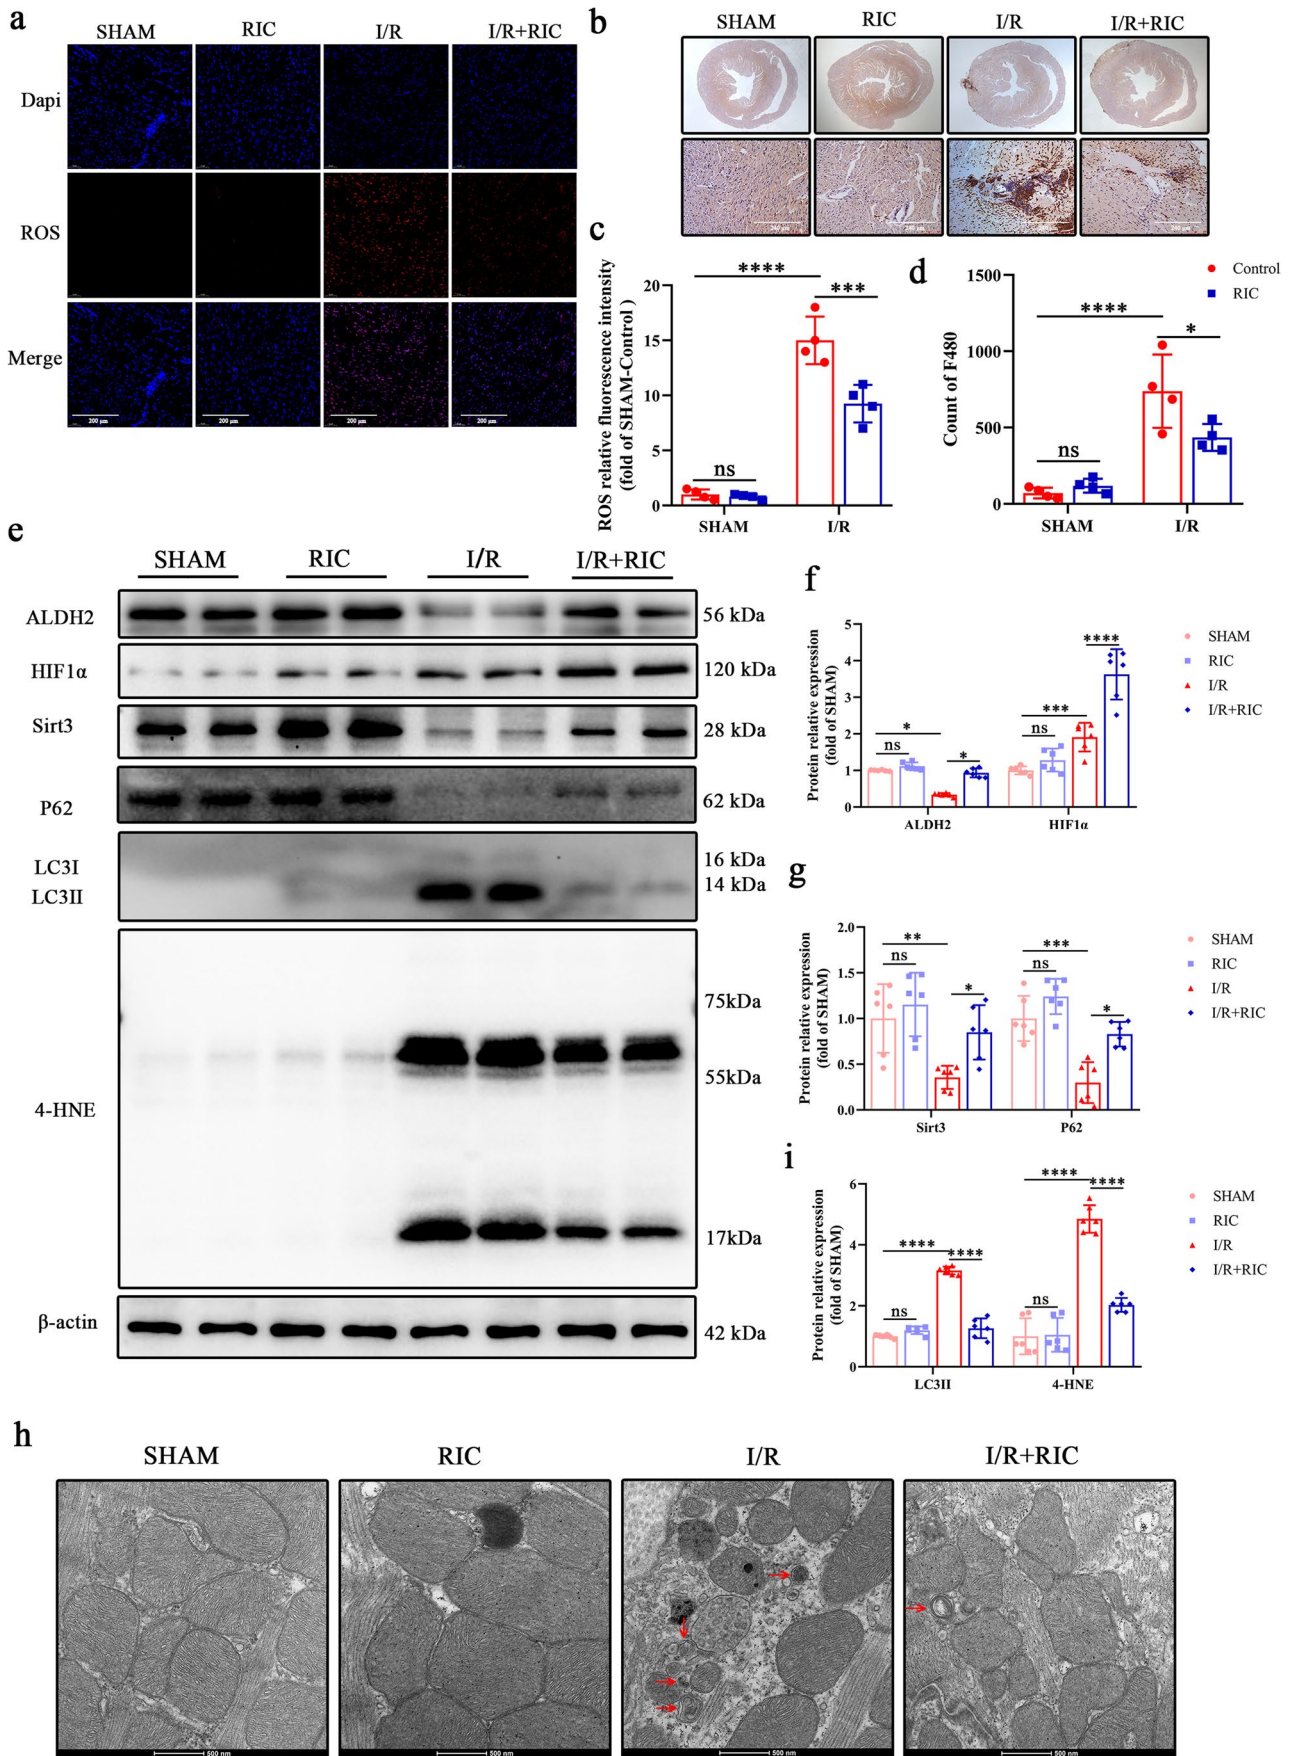 a
SHAM RIC I/R I/R+RIC
Dapi
ROS
Merge
200 μm 200 μm 200 μm 200 μm
b
SHAM RIC I/R I/R+RIC
c
ROS relative fluorescence intensity
(fold of SHAM-Control )
20
15
10
5
0
****
***
ns
SHAM I/R
d
Count of F480
1500
1000
500
0
****
*
ns
SHAM I/R
Control
RIC
e
SHAM RIC I/R I/R+RIC
ALDH2 56 kDa
HIF1α 120 kDa
Sirt3 28 kDa
P62 62 kDa
LC3I 16 kDa
LC3II 14 kDa
75kDa
55kDa
4-HNE
17kDa
β-actin 42 kDa
f
Protein relative expression
(fold of SHAM)
5
4
3
2
1
0
*
ns
*
***
ns
****
ALDH2 HIF1α
SHAM
RIC
I/R
I/R+RIC
g
Protein relative expression
(fold of SHAM)
2.0
1.5
1.0
0.5
0.0
**
ns
*
***
ns
*
Sirt3 P62
SHAM
RIC
I/R
I/R+RIC
i
Protein relative expression
(fold of SHAM)
6
4
2
0
****
****
ns
****
****
ns
LC3II 4-HNE
SHAM
RIC
I/R
I/R+RIC
h
SHAM RIC I/R I/R+RIC
500 nm 500 nm 500 nm 500 nm